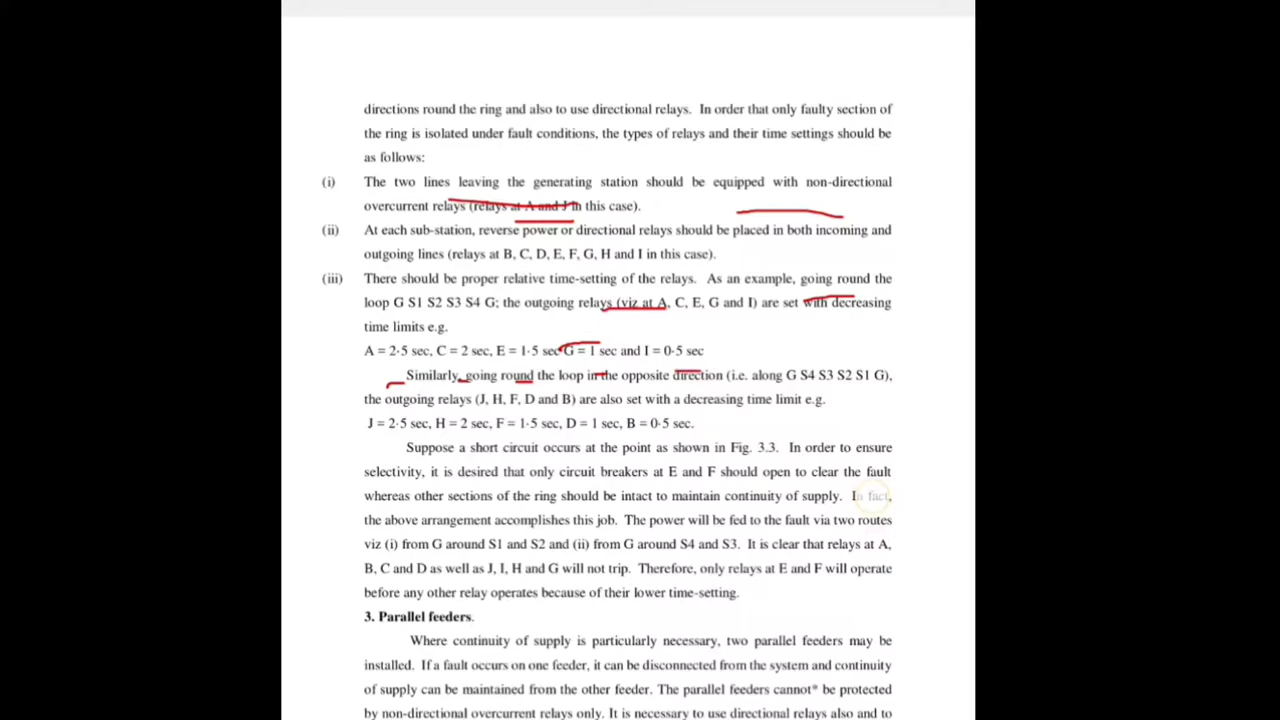 directions round the ring and also to use directional relays. In order that only faulty section of
the ring is isolated under fault conditions, the types of relays and their time settings should be
as follows:
(i) The two lines leaving the generating station should be equipped with non-directional
overcurrent relays (relays at A and J in this case).
(ii) At each sub-station, reverse power or directional relays should be placed in both incoming and
outgoing lines (relays at B, C, D, E, F, G, H and I in this case).
(iii) There should be proper relative time-setting of the relays. As an example, going round the
loop G S1 S2 S3 S4 G; the outgoing relays (viz at A, C, E, G and I) are set with decreasing
time limits e.g.
A = 2·5 sec, C = 2 sec, E = 1·5 sec G = 1 sec and I = 0·5 sec
Similarly, going round the loop in the opposite direction (i.e. along G S4 S3 S2 S1 G),
the outgoing relays (J, H, F, D and B) are also set with a decreasing time limit e.g.
J = 2·5 sec, H = 2 sec, F = 1·5 sec, D = 1 sec, B = 0·5 sec.
Suppose a short circuit occurs at the point as shown in Fig. 3.3. In order to ensure
selectivity, it is desired that only circuit breakers at E and F should open to clear the fault
whereas other sections of the ring should be intact to maintain continuity of supply. In fact,
the above arrangement accomplishes this job. The power will be fed to the fault via two routes
viz (i) from G around S1 and S2 and (ii) from G around S4 and S3. It is clear that relays at A,
B, C and D as well as J, I, H and G will not trip. Therefore, only relays at E and F will operate
before any other relay operates because of their lower time-setting.
3. Parallel feeders.
Where continuity of supply is particularly necessary, two parallel feeders may be
installed. If a fault occurs on one feeder, it can be disconnected from the system and continuity
of supply can be maintained from the other feeder. The parallel feeders cannot* be protected
by non-directional overcurrent relays only. It is necessary to use directional relays also and to